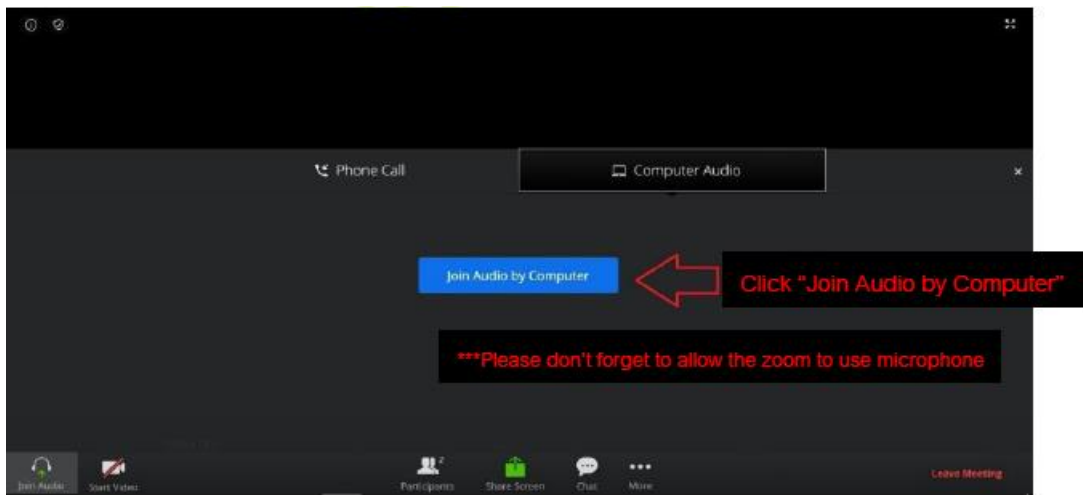 Phone Call
Computer Audio
Join Audio by Computer
Click "Join Audio by Computer"
***Please don't forget to allow the zoom to use microphone
Join Audio
Start Video
Participants
2
Share Screen
Chat
More
Leave Meeting